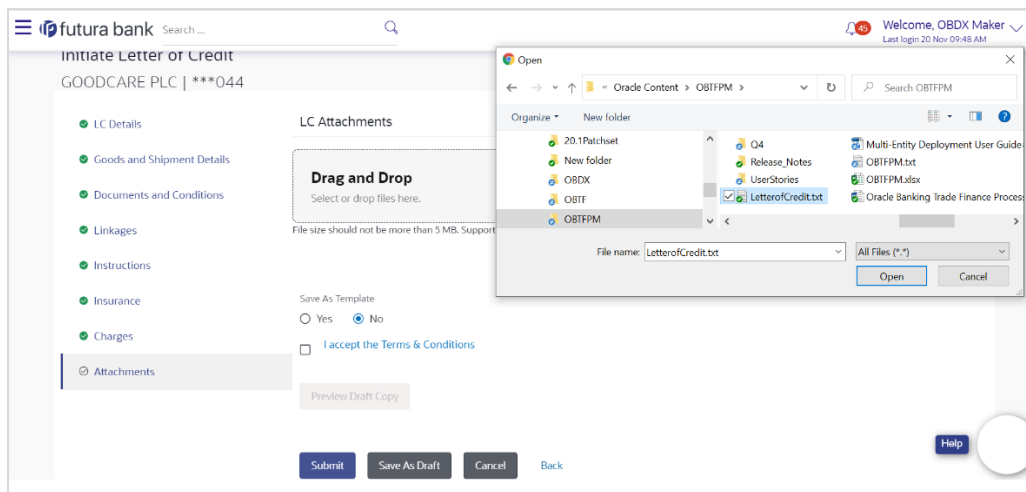 futura bank Search ...
45
Welcome, OBDX Maker
Last login 20 Nov 09:48 AM
Initiate Letter of Credit
GOODCARE PLC | ***044
LC Details
Goods and Shipment Details
Documents and Conditions
Linkages
Instructions
Insurance
Charges
Attachments
LC Attachments
Drag and Drop
Select or drop files here.
File size should not be more than 5 MB. Support
Save As Template
Yes No
I accept the Terms & Conditions
Preview Draft Copy
Submit Save As Draft Cancel Back
Open
« Oracle Content > OBTFPM >
Search OBTFPM
Organize New folder
20.1Patchset
New folder
OBDX
OBTF
OBTFPM
Q4
Release_Notes
UserStories
LetterofCredit.txt
Multi-Entity Deployment User Guide-
OBTFPM.txt
OBTFPM.xlsx
Oracle Banking Trade Finance Proces
File name: LetterofCredit.txt All Files (*.*)
Open Cancel
Help